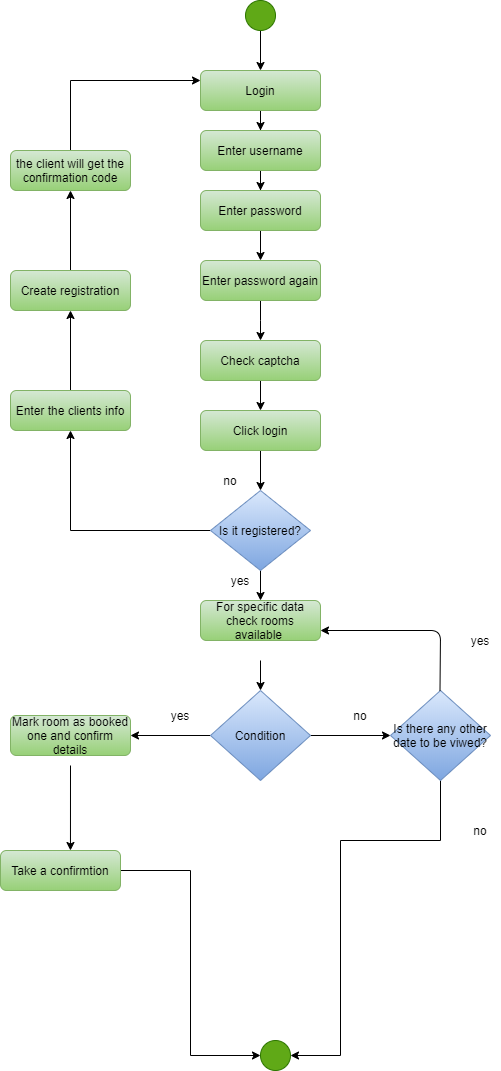 Login
Enter username
the client will get the
confirmation code
Enter password
Enter password again
Create registration
Check captcha
Enter the clients info
Click login
no
Is it registered?
yes
For specific data
check rooms
available
yes
Mark room as booked
one and confirm
details
yes
Condition
no
Is there any other
date to be viwed?
no
Take a confirmtion